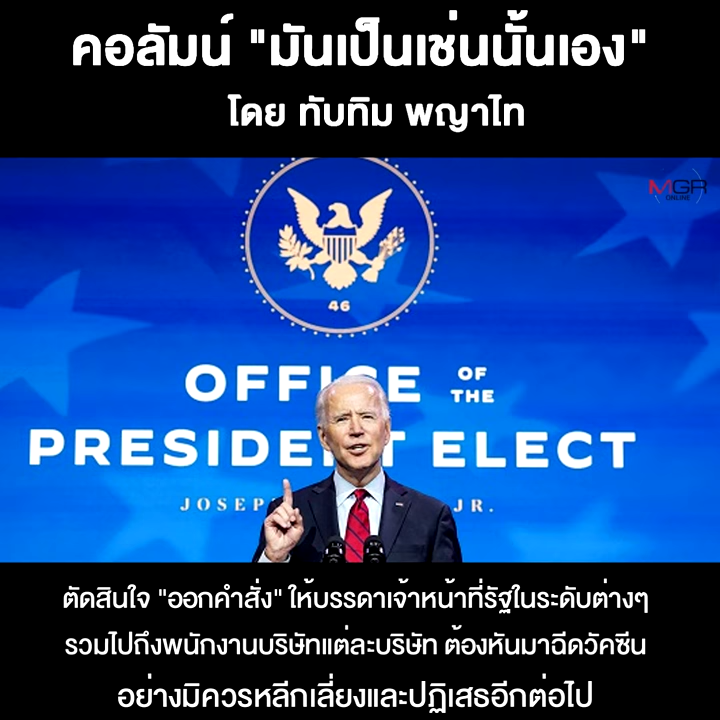 คอลัมน์ "มันเป็นเช่นนั้นเอง"
โดย ทับทิม พญาไท
MGR
ONLINE
46
OFFICE OF THE
PRESIDENT ELECT
JOSEP JR.
ตัดสินใจ "ออกคำสั่ง" ให้บรรดาเจ้าหน้าที่รัฐในระดับต่างๆ
รวมไปถึงพนักงานบริษัทแต่ละบริษัท ต้องหันมาฉีดวัคซีน
อย่างมิควรหลีกเลี่ยงและปฏิเสธอีกต่อไป